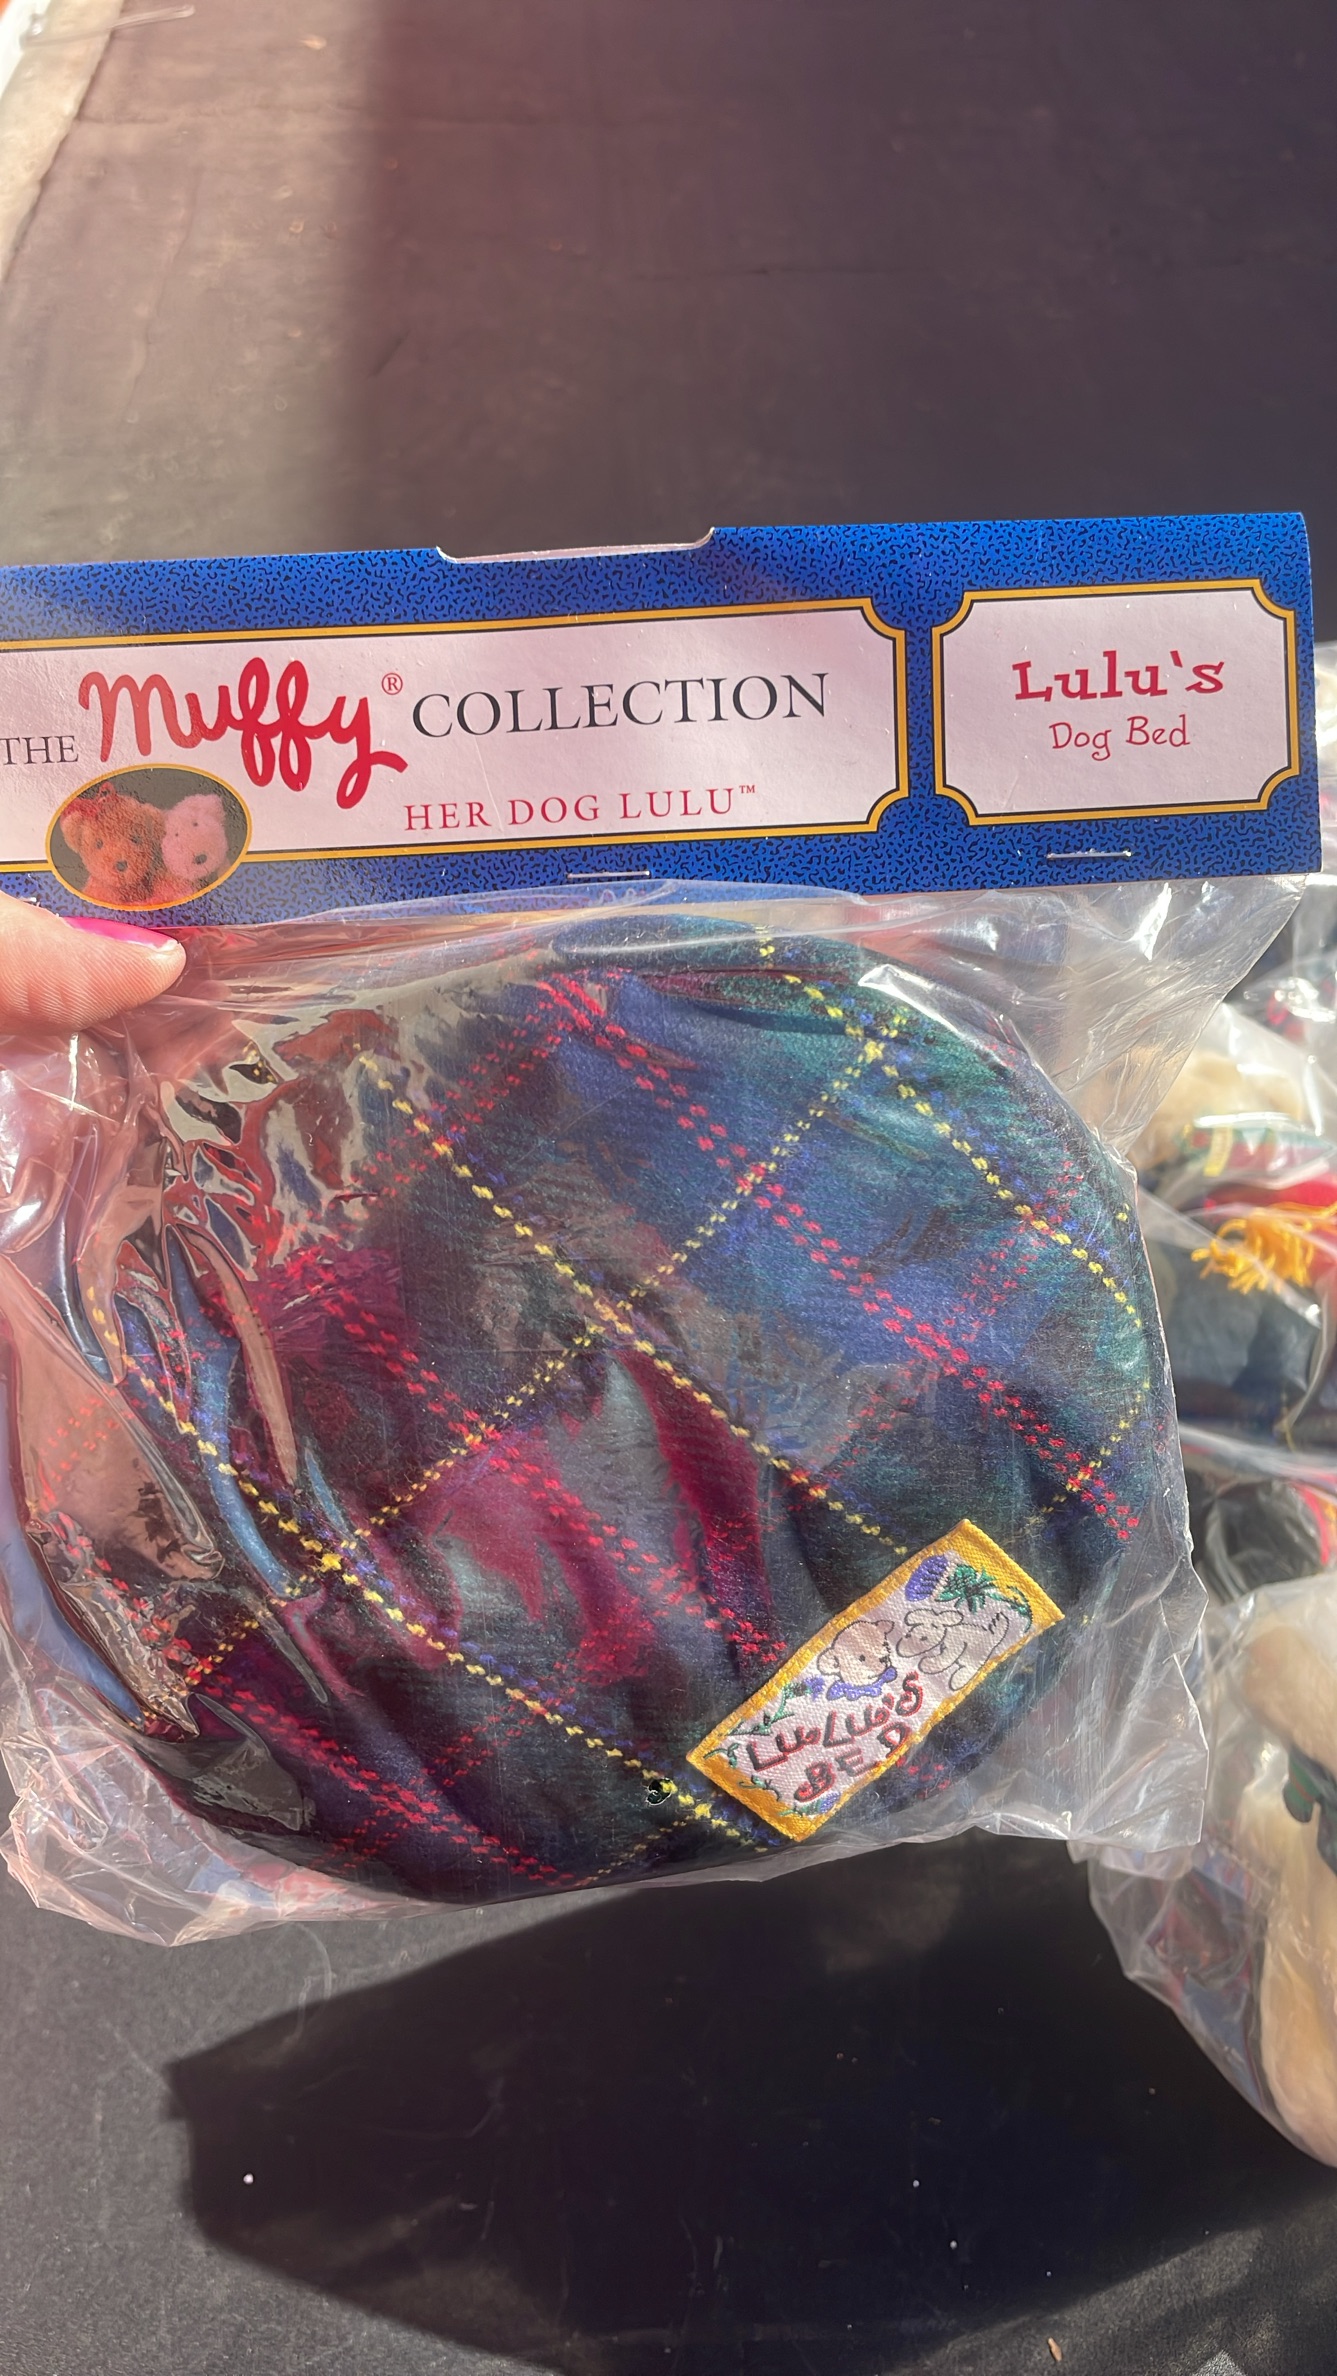 THE Muffy® COLLECTION
HER DOG LULU™
Lulu's
Dog Bed
LULU'S
BED